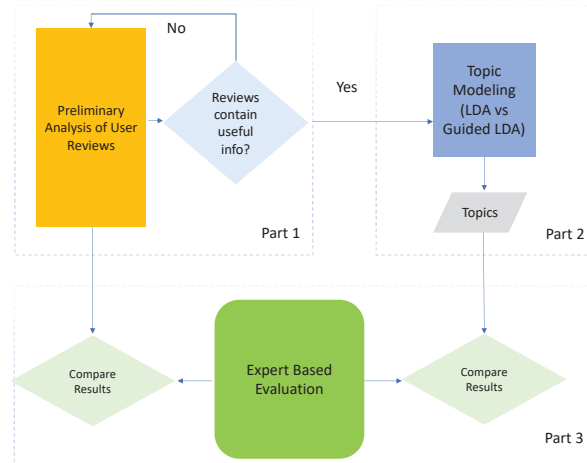 No
Preliminary
Analysis of User
Reviews
Reviews
contain
useful
info?
Yes
Topic
Modeling
(LDA vs
Guided LDA)
Topics
Part 1
Part 2
Compare
Results
Expert Based
Evaluation
Compare
Results
Part 3